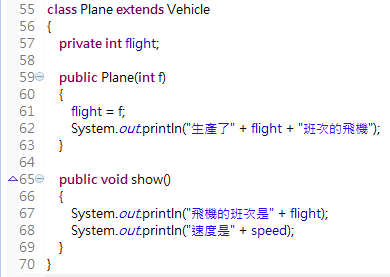 55 class Plane extends Vehicle
56 {
57 private int flight;
58
59 public Plane(int f)
60 {
61 flight = f;
62 System.out.println("生產了" + flight + "班次的飛機");
63 }
64
65 public void show()
66 {
67 System.out.println("飛機的班次是" + flight);
68 System.out.println("速度是" + speed);
69 }
70 }